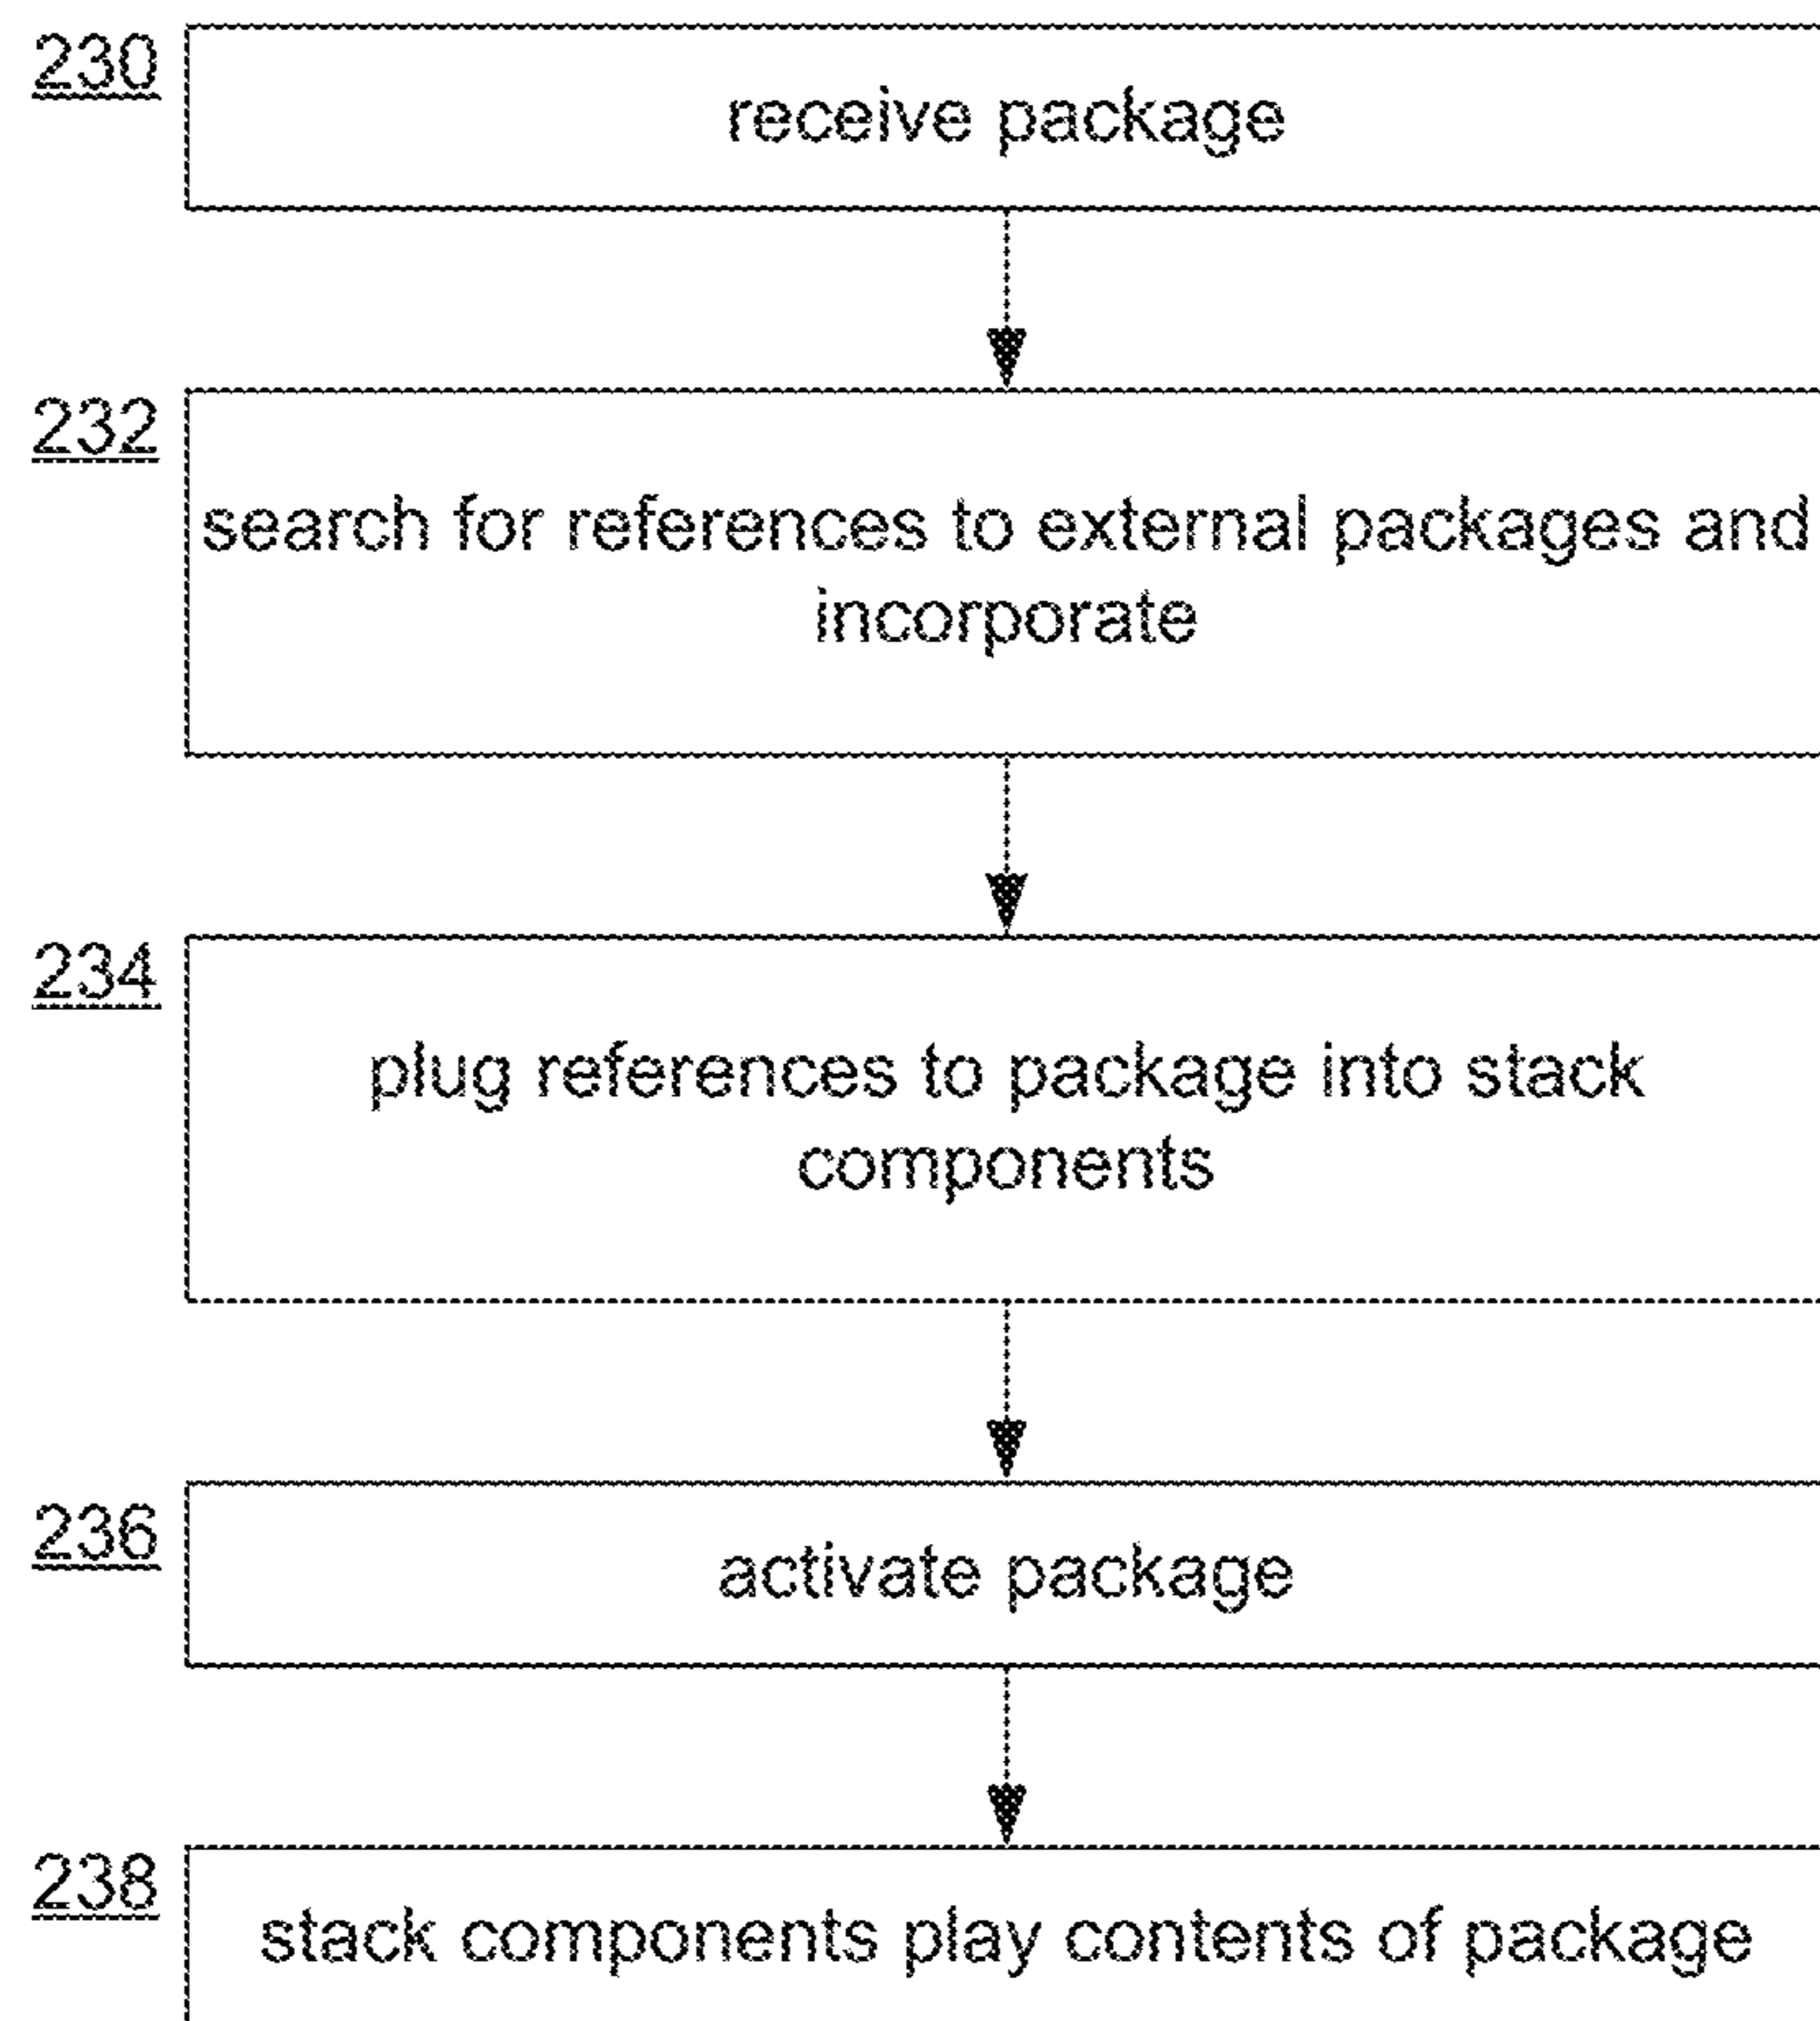 230
receive package
232
search for references to external packages and
incorporate
234
plug references to package into stack
components
236
activate package
238
stack components play contents of package